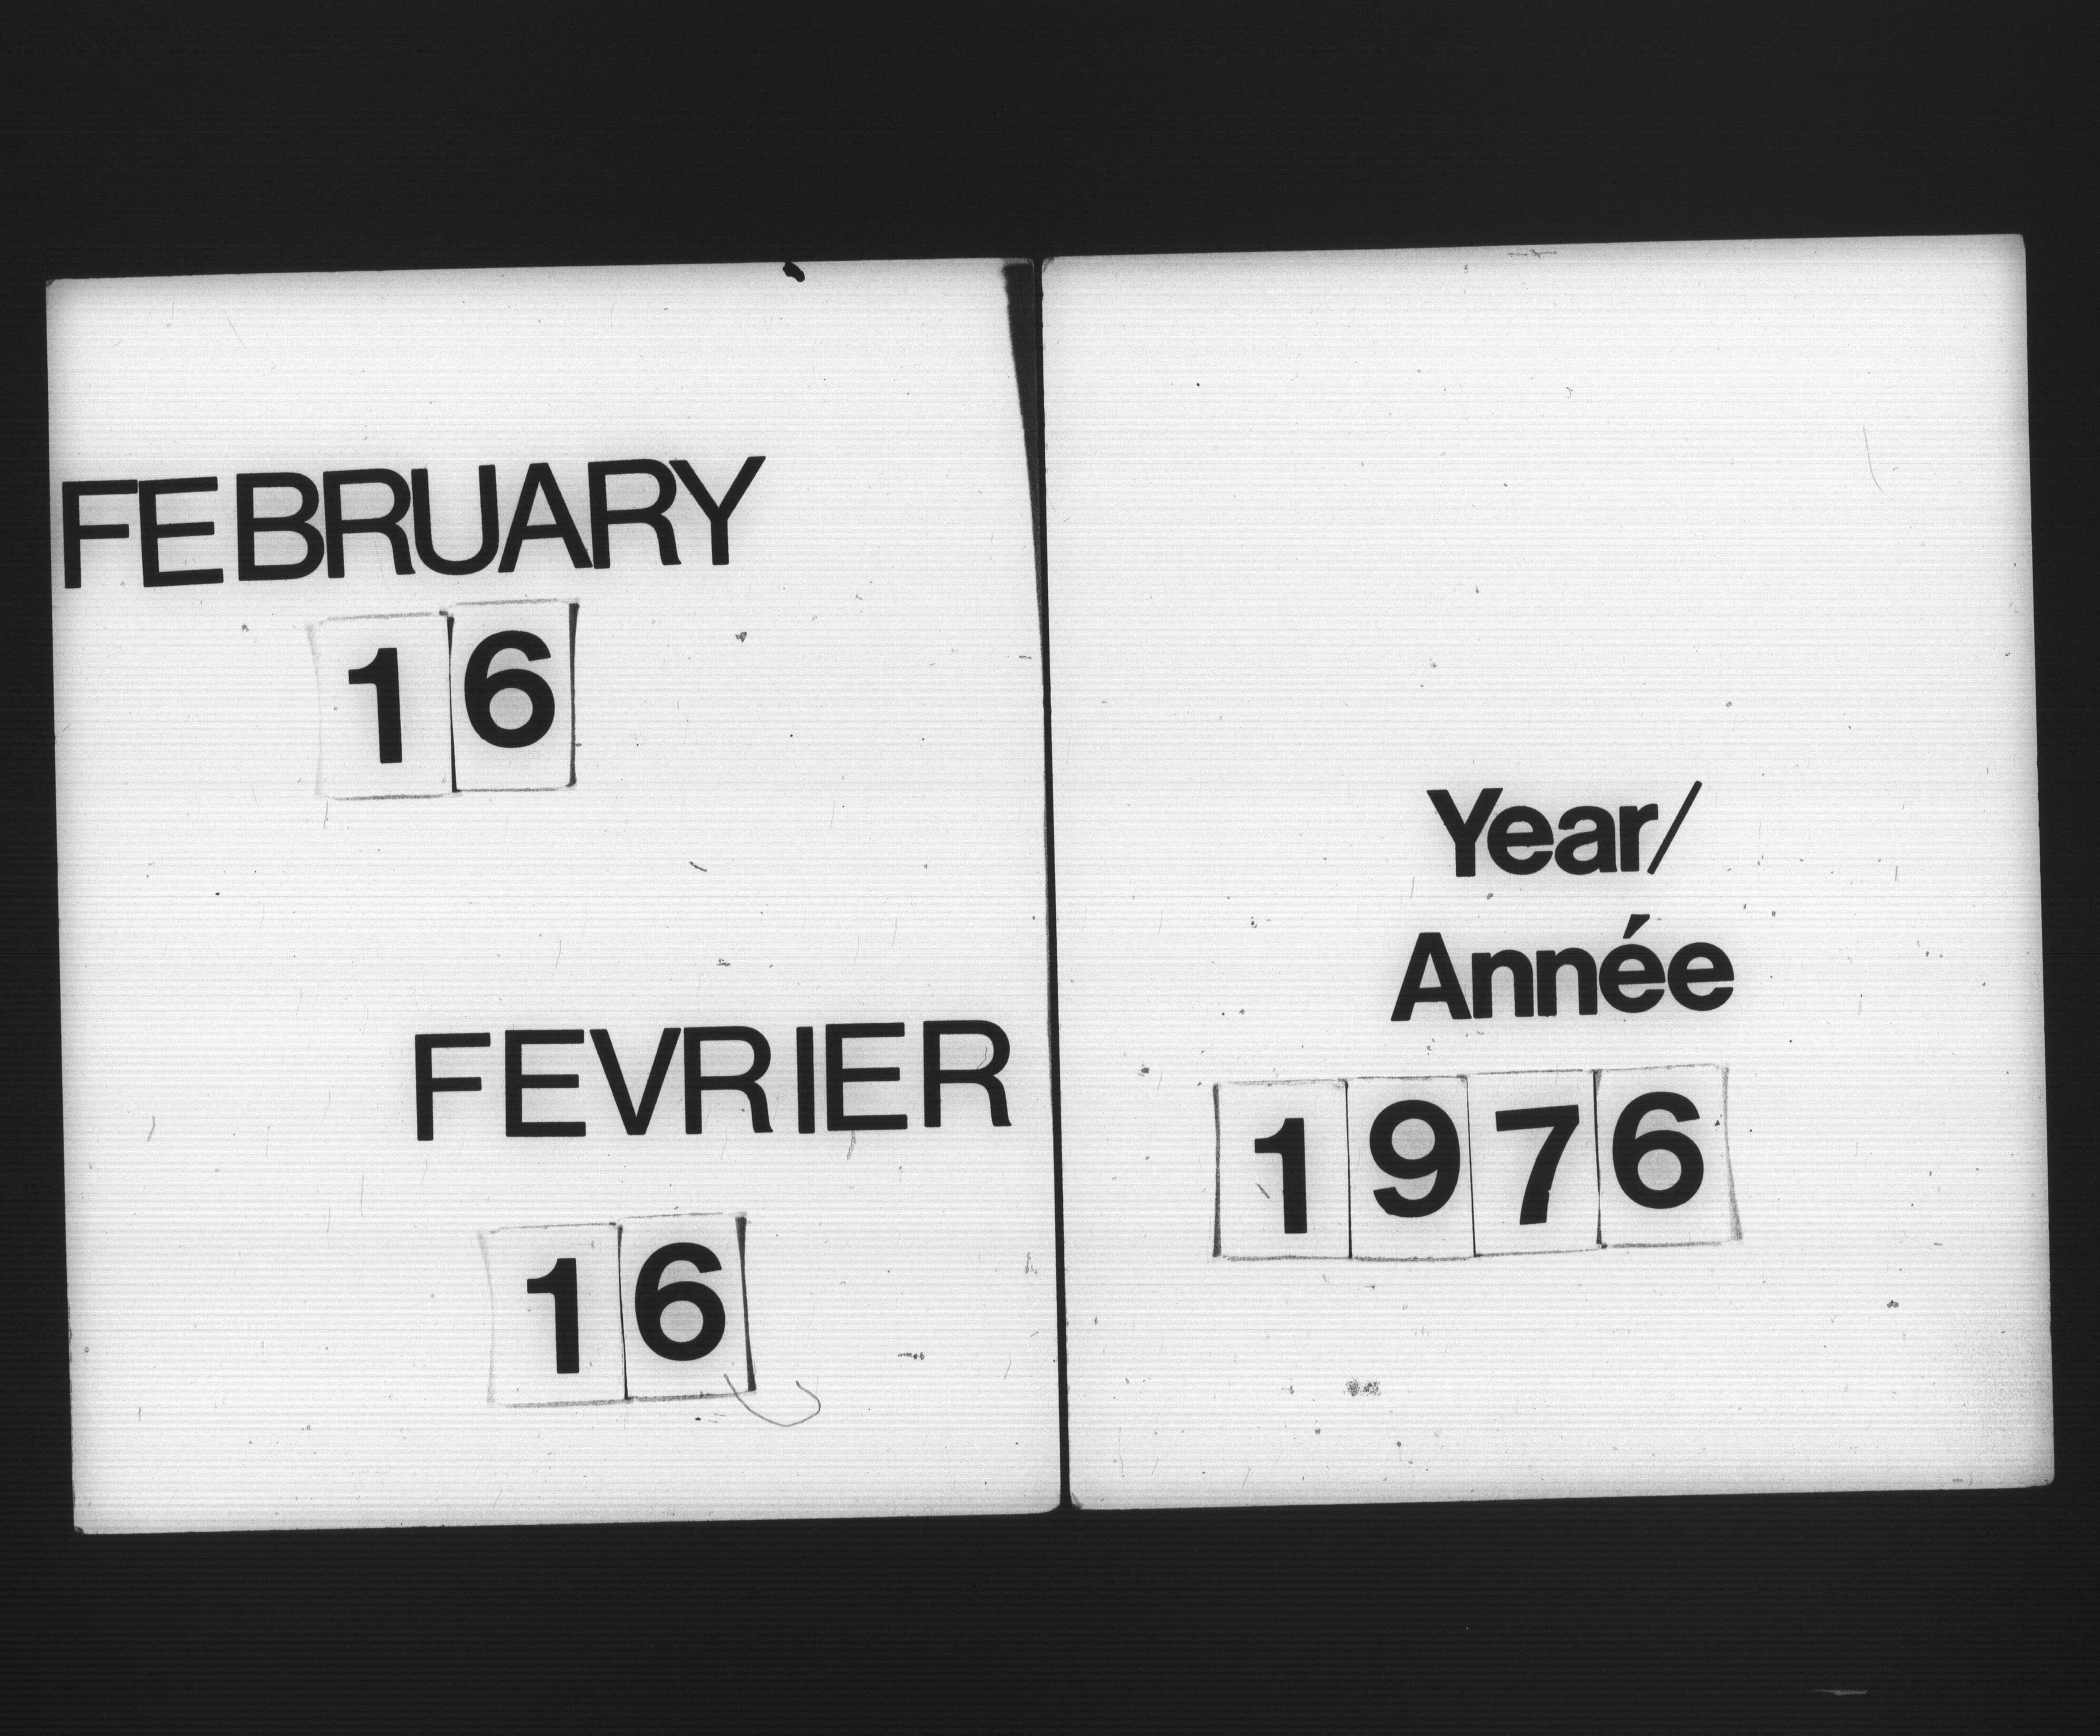 FEBRUARY
16
FEVRIER
16
Year/
Année
1976